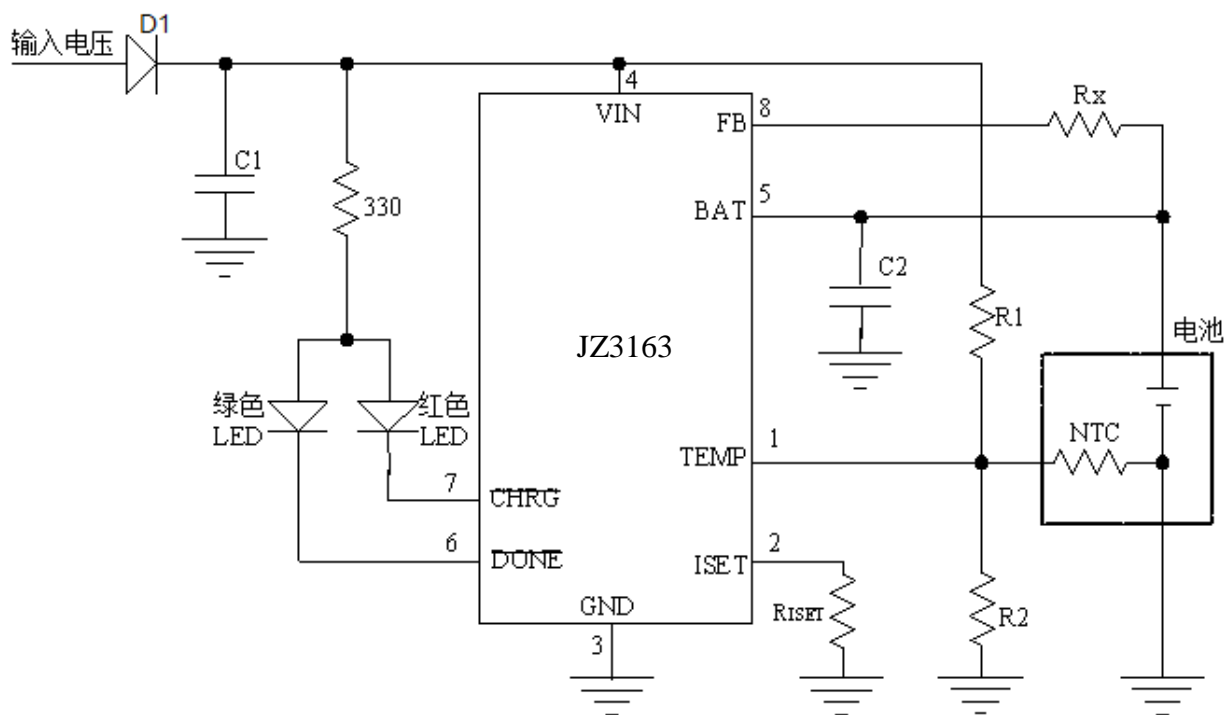 D1
输入电压
4
VIN
8
FB
Rx
C1
330
5
BAT
C2
R1
JZ3163
电池
绿色
LED
红色
LED
NTC
1
TEMP
7
CHRG
6
DONE
2
ISET
GND
3
RISET
R2